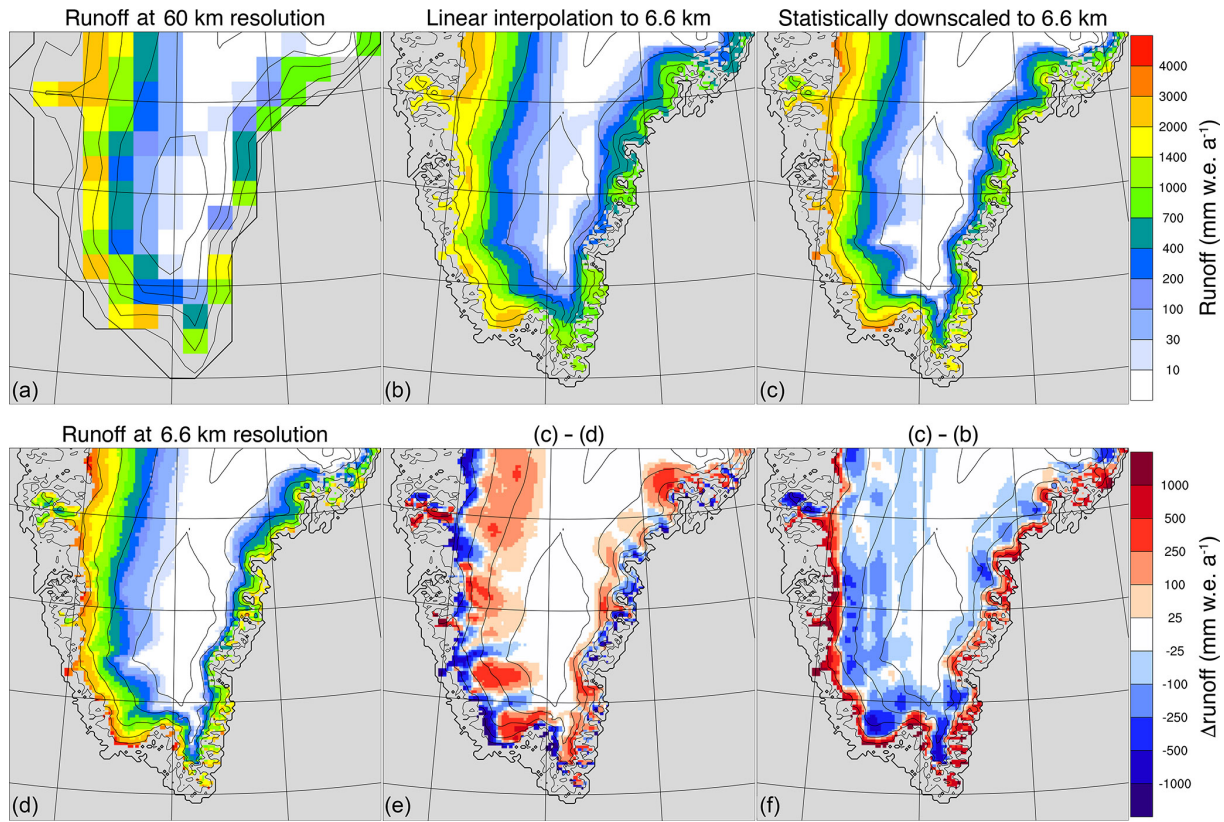 Runoff at 60 km resolution
Linear interpolation to 6.6 km
Statistically downscaled to 6.6 km
(a)
(b)
(c)
4000
3000
2000
1400
1000
700
400
200
100
30
10
Runoff (mm w.e. a⁻¹)
Runoff at 6.6 km resolution
(c) – (d)
(c) – (b)
(d)
(e)
(f)
1000
500
250
100
25
-25
-100
-250
-500
-1000
Δrunoff (mm w.e. a⁻¹)